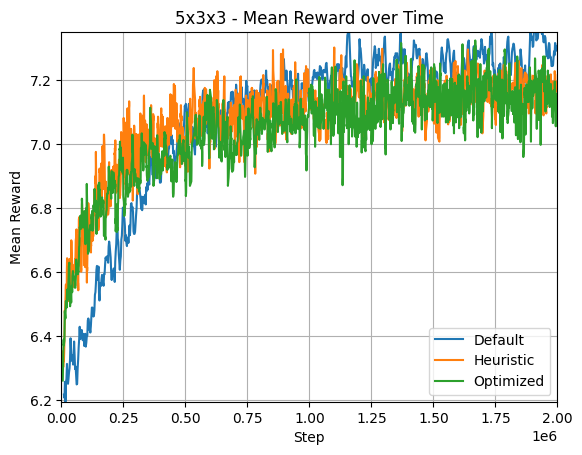 5x3x3 - Mean Reward over Time
Mean Reward
7.2
7.0
6.8
6.6
6.4
6.2
0.00 0.25 0.50 0.75 1.00 1.25 1.50 1.75 2.00
1e6
Step
Default
Heuristic
Optimized